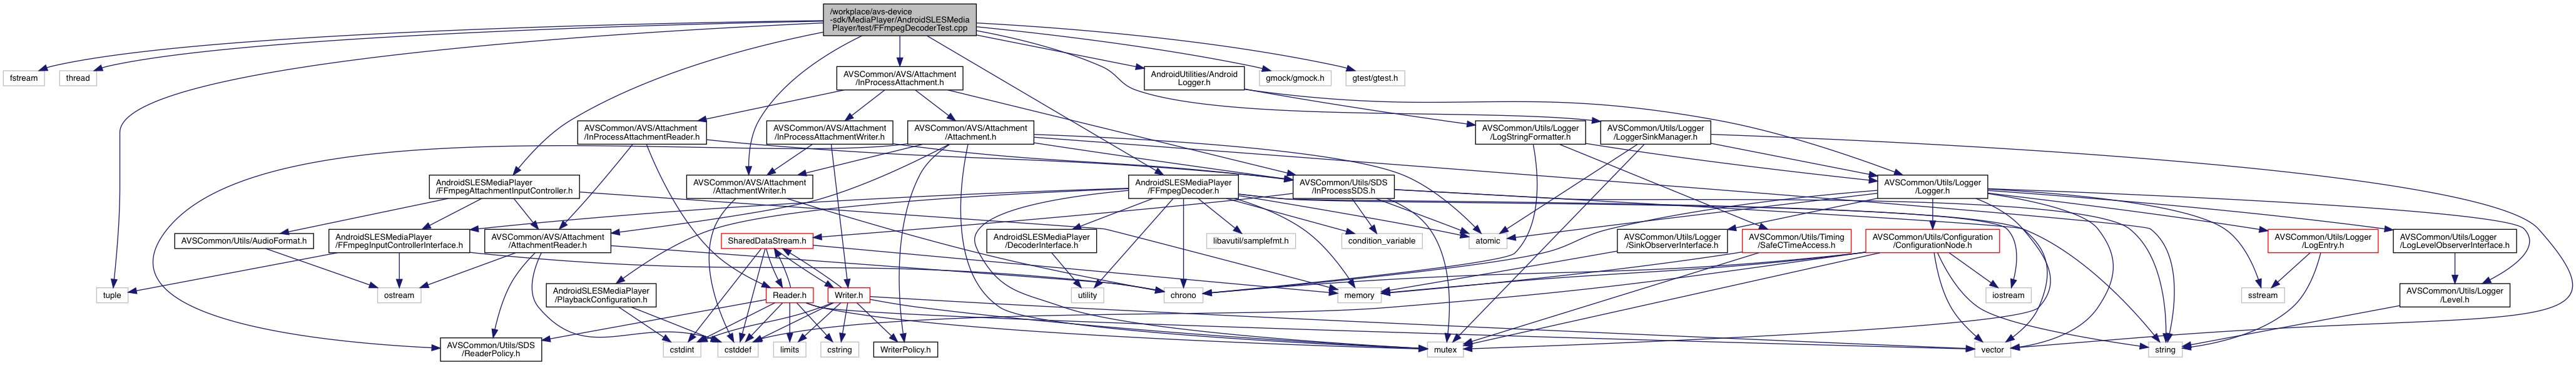 /workplace/avs-device
-sdk/MediaPlayer/AndroidSLESMedia
Player/test/FFmpegDecoderTest.cpp
fstream
thread
AVSCommon/AVS/Attachment
/InProcessAttachment.h
AndroidUtilities/Android
Logger.h
gmock/gmock.h
gtest/gtest.h
AVSCommon/AVS/Attachment
/InProcessAttachmentReader.h
AVSCommon/AVS/Attachment
/InProcessAttachmentWriter.h
AVSCommon/AVS/Attachment
/Attachment.h
AVSCommon/Utils/Logger
/LogStringFormatter.h
AVSCommon/Utils/Logger
/LoggerSinkManager.h
AndroidSLESMediaPlayer
/FFmpegAttachmentInputController.h
AVSCommon/AVS/Attachment
/AttachmentWriter.h
AndroidSLESMediaPlayer
/FFmpegDecoder.h
AVSCommon/Utils/SDS
/InProcessSDS.h
AVSCommon/Utils/Logger
/Logger.h
AVSCommon/Utils/AudioFormat.h
AndroidSLESMediaPlayer
/FFmpegInputControllerInterface.h
AVSCommon/AVS/Attachment
/AttachmentReader.h
SharedDataStream.h
AndroidSLESMediaPlayer
/DecoderInterface.h
libavutil/samplefmt.h
condition_variable
atomic
AVSCommon/Utils/Logger
/SinkObserverInterface.h
AVSCommon/Utils/Timing
/SafeCTimeAccess.h
AVSCommon/Utils/Configuration
/ConfigurationNode.h
AVSCommon/Utils/Logger
/LogEntry.h
AVSCommon/Utils/Logger
/LogLevelObserverInterface.h
tuple
ostream
AndroidSLESMediaPlayer
/PlaybackConfiguration.h
Reader.h
Writer.h
utility
chrono
memory
iostream
sstream
AVSCommon/Utils/Logger
/Level.h
AVSCommon/Utils/SDS
/ReaderPolicy.h
cstdint
cstddef
limits
cstring
WriterPolicy.h
mutex
vector
string